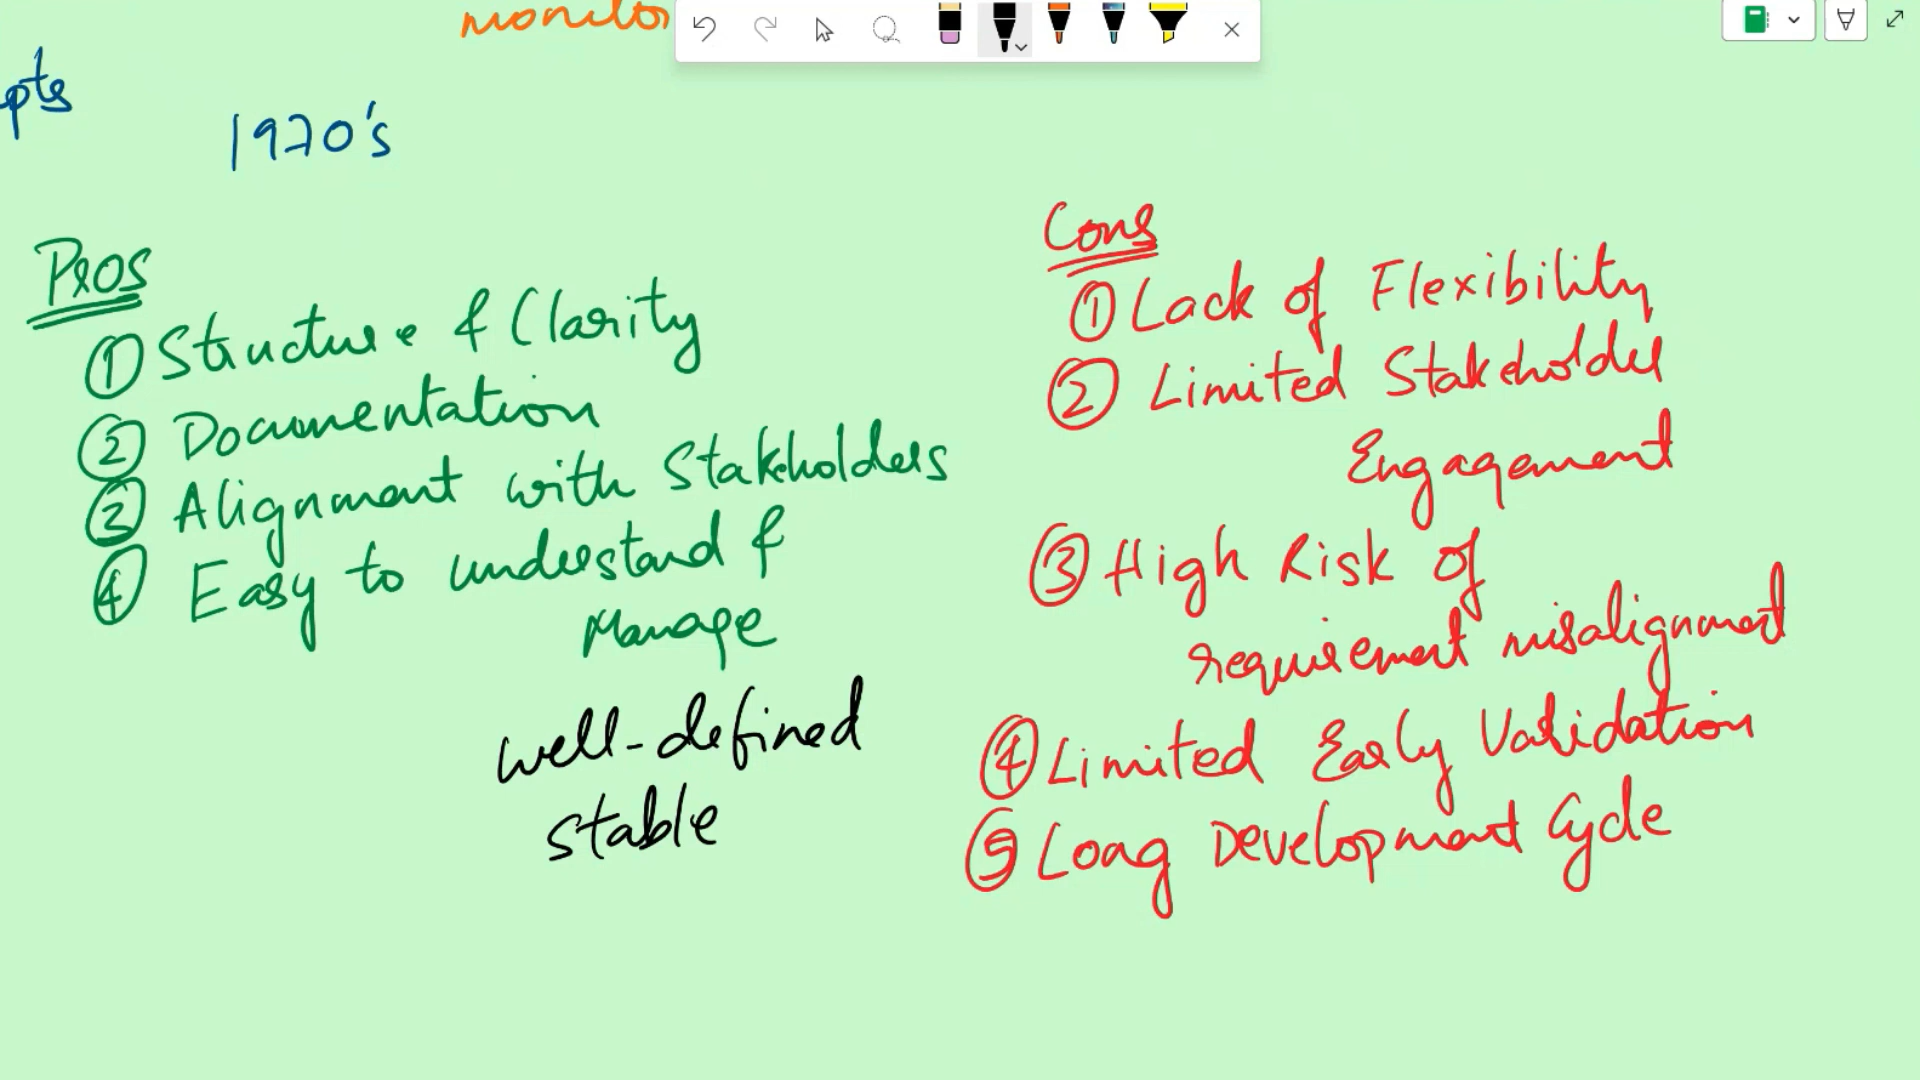 monitor
pts
1970's
Pros
① Structure & Clarity
② Documentation
③ Alignment with Stakeholders
④ Easy to understand &
Manage
well-defined
stable
Cons
① Lack of Flexibility
② Limited Stakeholder
Engagement
③ High Risk of
requirement misalignment
④ Limited Early Validation
⑤ Long Development Cycle